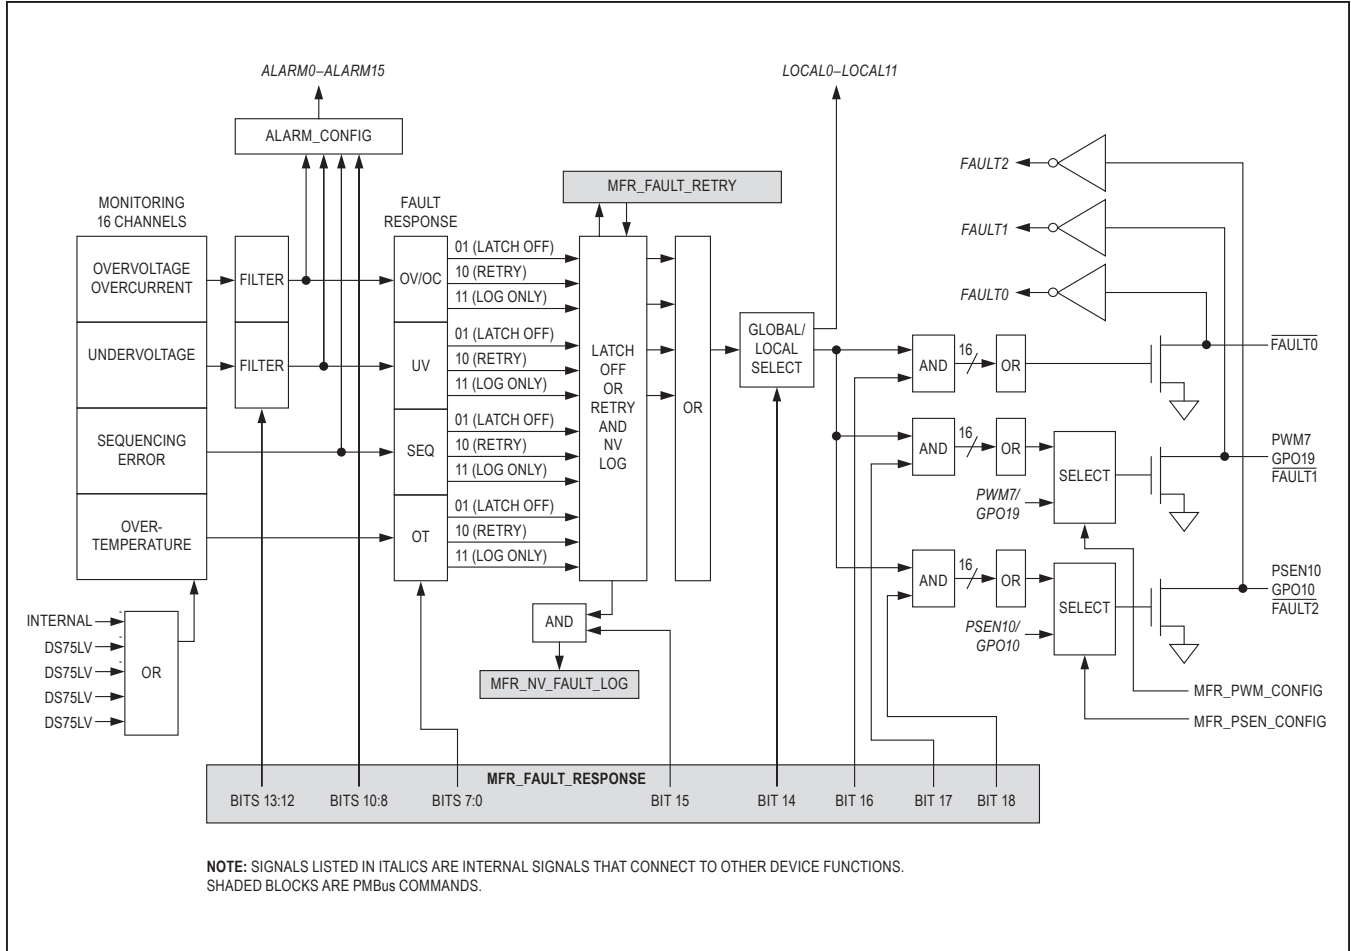 ALARM0–ALARM15
LOCAL0–LOCAL11
ALARM_CONFIG
MONITORING
16 CHANNELS
OVERVOLTAGE
OVERCURRENT
UNDERVOLTAGE
SEQUENCING
ERROR
OVER-
TEMPERATURE
FILTER
FILTER
FAULT
RESPONSE
OV/OC
UV
SEQ
OT
01 (LATCH OFF)
10 (RETRY)
11 (LOG ONLY)
01 (LATCH OFF)
10 (RETRY)
11 (LOG ONLY)
01 (LATCH OFF)
10 (RETRY)
11 (LOG ONLY)
01 (LATCH OFF)
10 (RETRY)
11 (LOG ONLY)
MFR_FAULT_RETRY
LATCH
OFF
OR
RETRY
AND
NV
LOG
OR
GLOBAL/
LOCAL
SELECT
FAULT2
FAULT1
FAULT0
AND
16
OR
FAULT0
AND
16
OR
PWM7/
GPO19
SELECT
PWM7
GPO19
FAULT1
AND
16
OR
PSEN10/
GPO10
SELECT
PSEN10
GPO10
FAULT2
MFR_PWM_CONFIG
MFR_PSEN_CONFIG
INTERNAL
DS75LV
DS75LV
DS75LV
DS75LV
OR
AND
MFR_NV_FAULT_LOG
MFR_FAULT_RESPONSE
BITS 13:12
BITS 10:8
BITS 7:0
BIT 15
BIT 14
BIT 16
BIT 17
BIT 18
NOTE: SIGNALS LISTED IN ITALICS ARE INTERNAL SIGNALS THAT CONNECT TO OTHER DEVICE FUNCTIONS.
SHADED BLOCKS ARE PMBus COMMANDS.